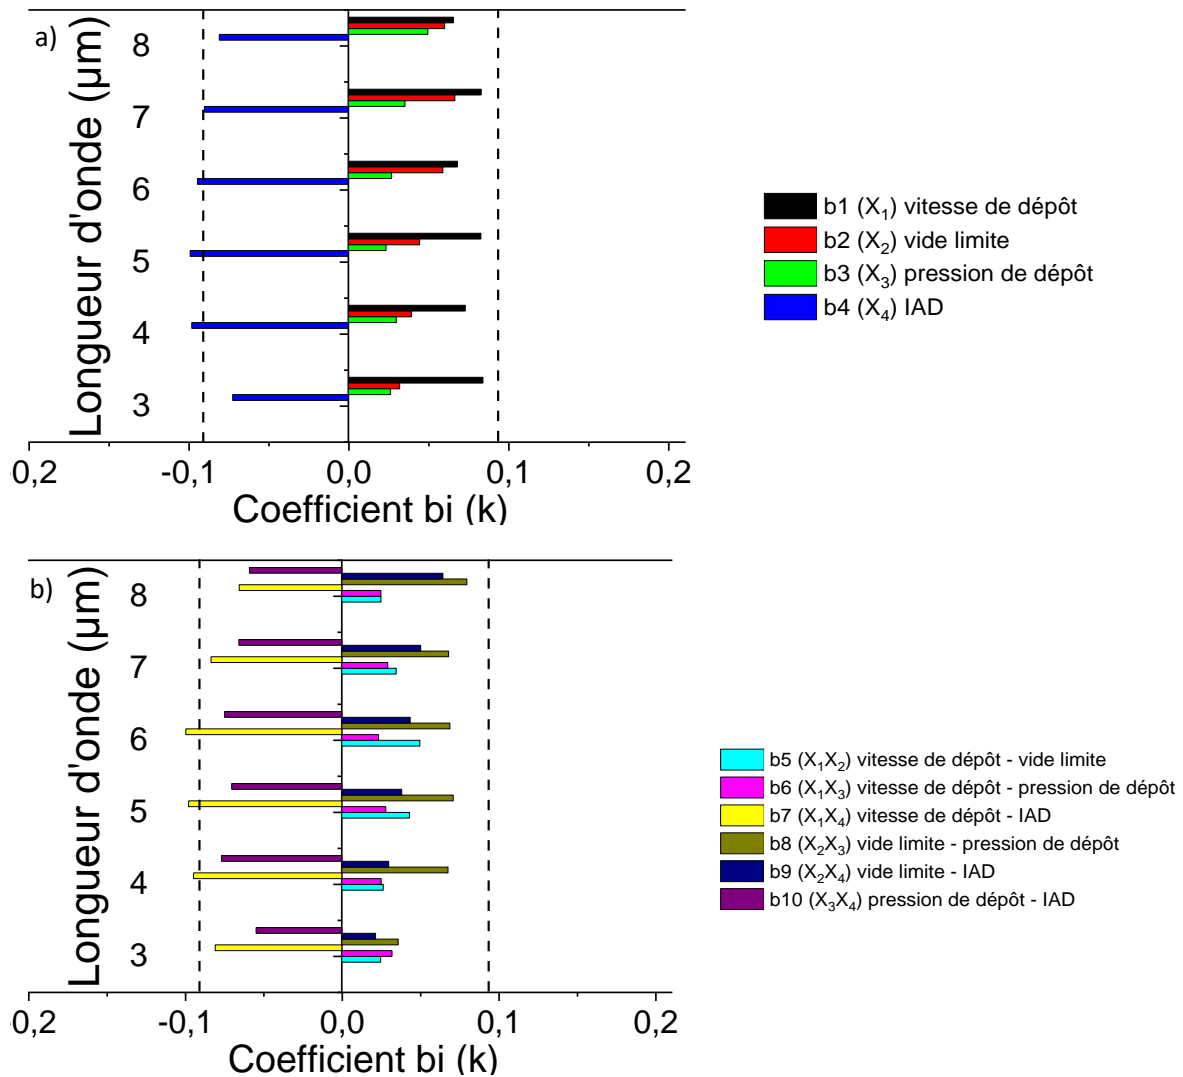 a)
Longueur d'onde (µm)
8
7
6
5
4
3
0,2
-0,1
0,0
0,1
0,2
Coefficient bi (k)
b1 (X₁) vitesse de dépôt
b2 (X₂) vide limite
b3 (X₃) pression de dépôt
b4 (X₄) IAD
b)
Longueur d'onde (µm)
8
7
6
5
4
3
0,2
-0,1
0,0
0,1
0,2
Coefficient bi (k)
b5 (X₁X₂) vitesse de dépôt - vide limite
b6 (X₁X₃) vitesse de dépôt - pression de dépôt
b7 (X₁X₄) vitesse de dépôt - IAD
b8 (X₂X₃) vide limite - pression de dépôt
b9 (X₂X₄) vide limite - IAD
b10 (X₃X₄) pression de dépôt - IAD